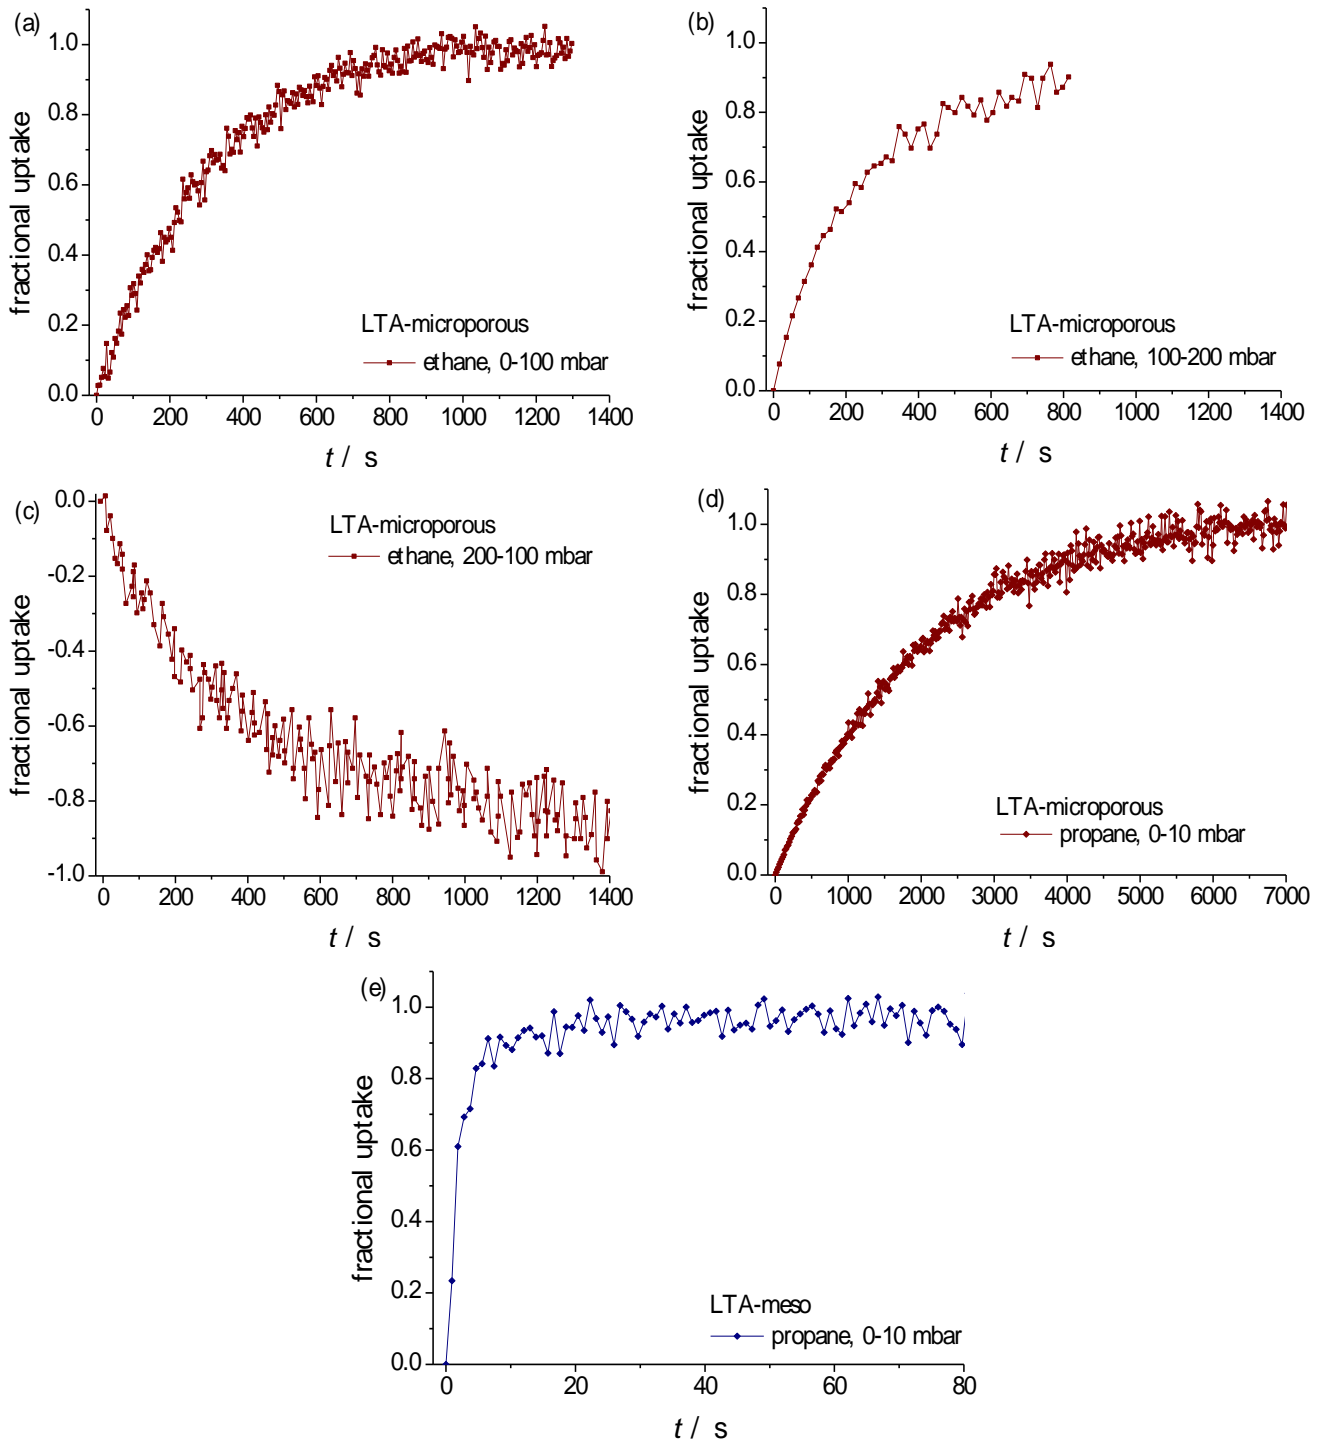 (a)
1.0
0.8
0.6
0.4
0.2
0.0
fractional uptake
LTA-microporous
ethane, 0-100 mbar
0 200 400 600 800 1000 1200 1400
t / s
(b)
1.0
0.8
0.6
0.4
0.2
0.0
fractional uptake
LTA-microporous
ethane, 100-200 mbar
0 200 400 600 800 1000 1200 1400
t / s
(c)
0.0
-0.2
-0.4
-0.6
-0.8
-1.0
fractional uptake
LTA-microporous
ethane, 200-100 mbar
0 200 400 600 800 1000 1200 1400
t / s
(d)
1.0
0.8
0.6
0.4
0.2
0.0
fractional uptake
LTA-microporous
propane, 0-10 mbar
0 1000 2000 3000 4000 5000 6000 7000
t / s
(e)
1.0
0.8
0.6
0.4
0.2
0.0
fractional uptake
LTA-meso
propane, 0-10 mbar
0 20 40 60 80
t / s